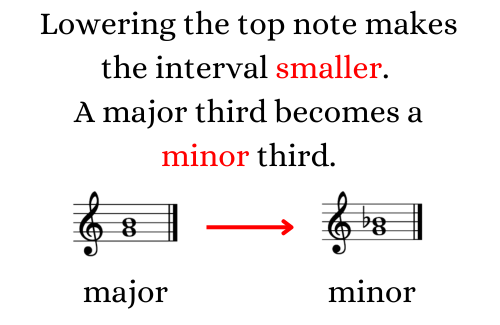 Lowering the top note makes
the interval smaller.
A major third becomes a
minor third.
major minor